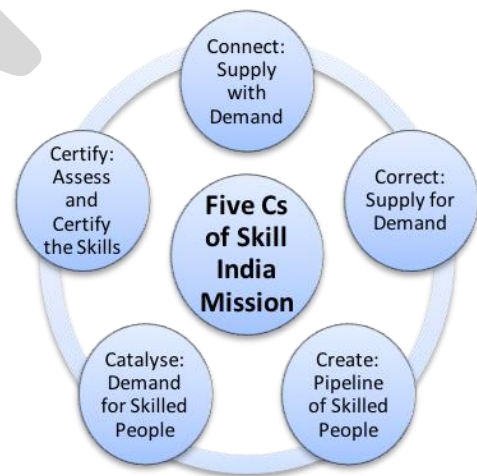 Connect:
Supply
with
Demand
Correct:
Supply for
Demand
Create:
Pipeline
of Skilled
People
Catalyse:
Demand
for Skilled
People
Certify:
Assess
and
Certify
the Skills
Five Cs
of Skill
India
Mission